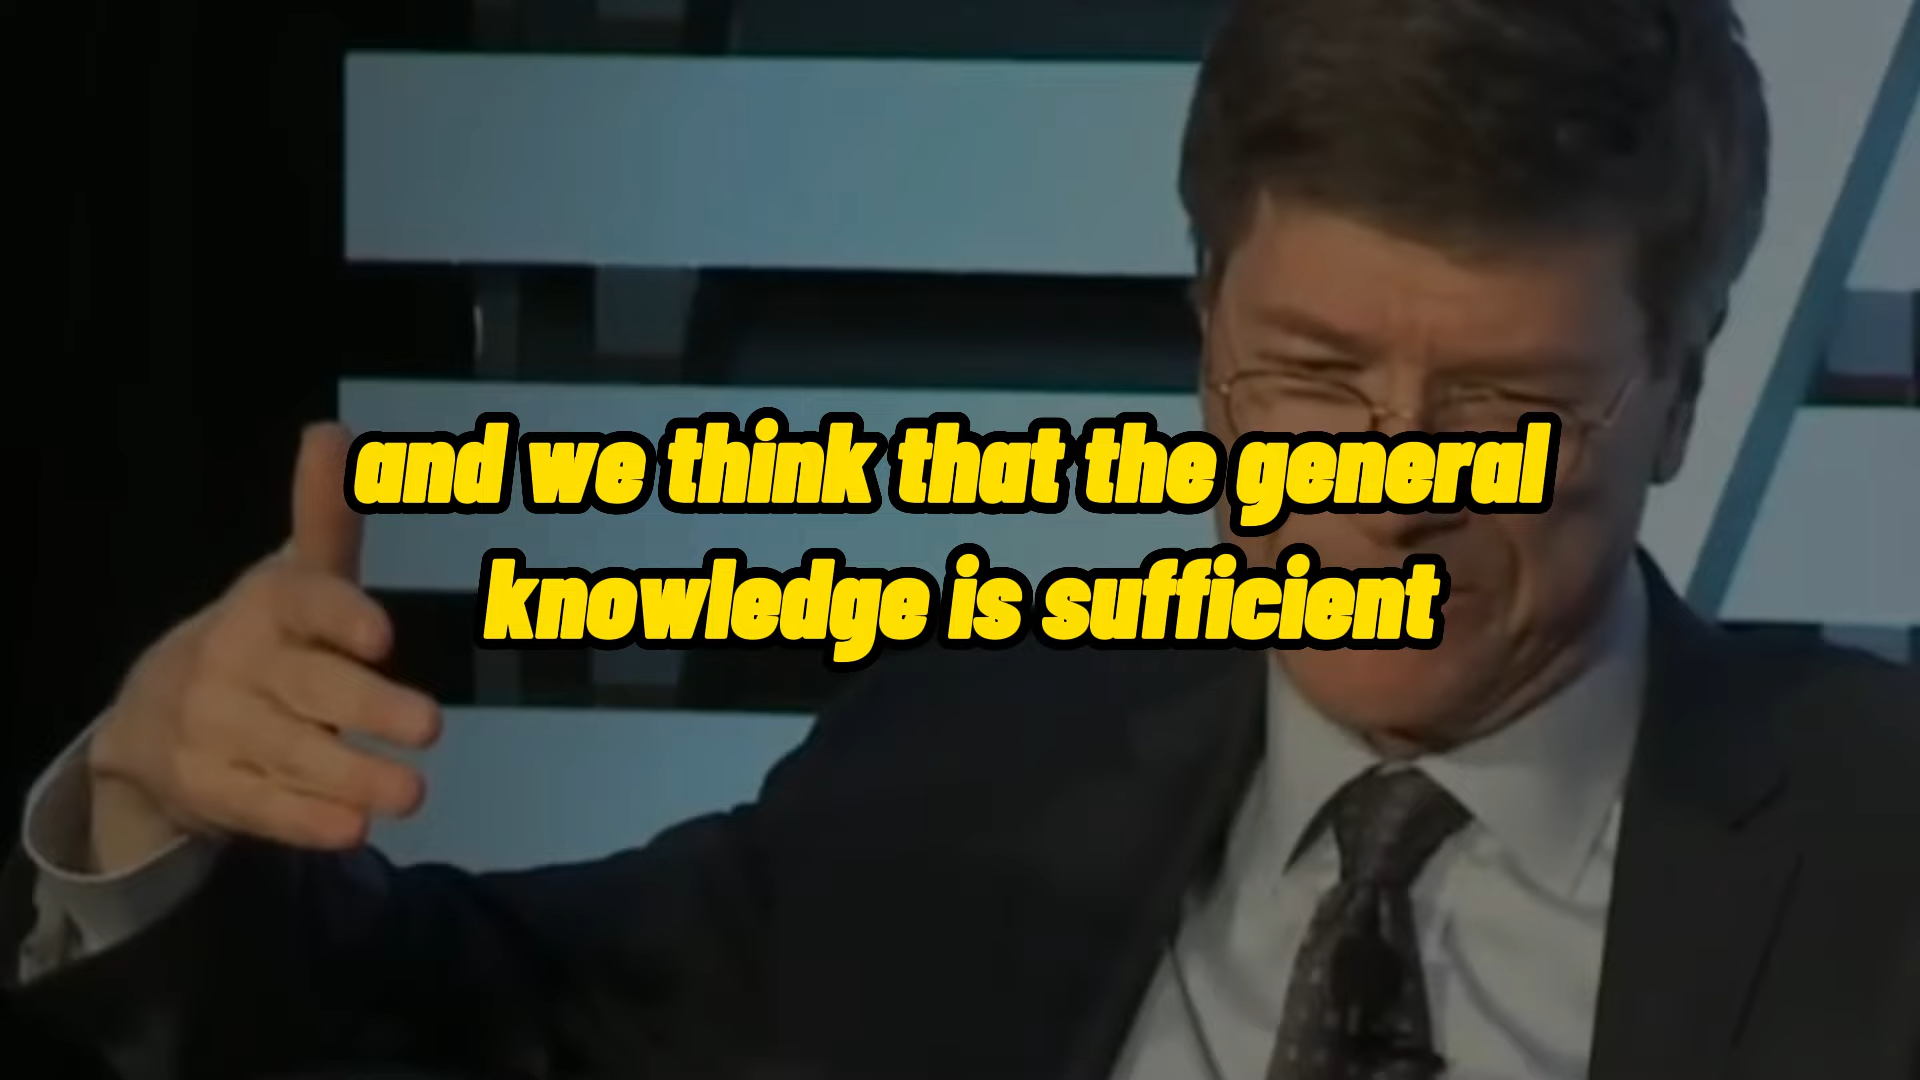 and we think that the general
knowledge is sufficient